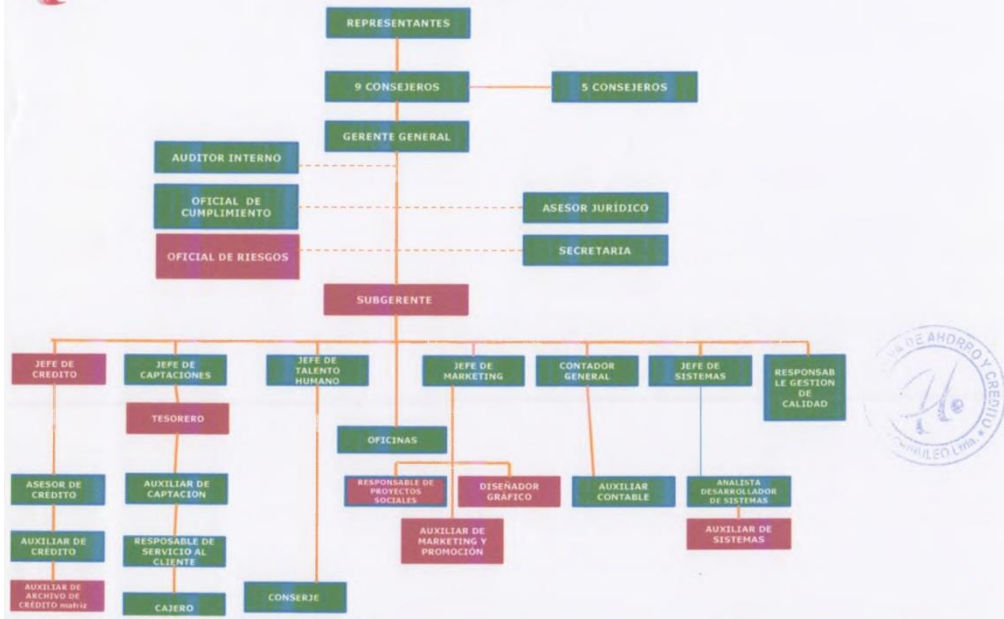 REPRESENTANTES
9 CONSEJEROS
5 CONSEJEROS
GERENTE GENERAL
AUDITOR INTERNO
OFICIAL DE
CUMPLIMIENTO
ASESOR JURÍDICO
OFICIAL DE RIESGOS
SECRETARIA
SUBGERENTE
JEFE DE
CREDITO
JEFE DE
CAPTACIONES
JEFE DE
TALENTO
HUMANO
JEFE DE
MARKETING
CONTADOR
GENERAL
JEFE DE
SISTEMAS
RESPONSAB
LE GESTION
DE
CALIDAD
TESORERO
OFICINAS
ASESOR DE
CRÉDITO
AUXILIAR DE
CAPTACION
RESPONSABLE DE
PROYECTOS
SOCIALES
DISEÑADOR
GRÁFICO
AUXILIAR
CONTABLE
ANALISTA
DESARROLLADOR
DE SISTEMAS
AUXILIAR DE
MARKETING Y
PROMOCIÓN
AUXILIAR DE
SISTEMAS
AUXILIAR DE
CRÉDITO
RESPOSABLE DE
SERVICIO AL
CLIENTE
AUXILIAR DE
ARCHIVO DE
CRÉDITO matriz
CAJERO
CONSERJE
DE AHORRO Y CREDITO
Ltda.